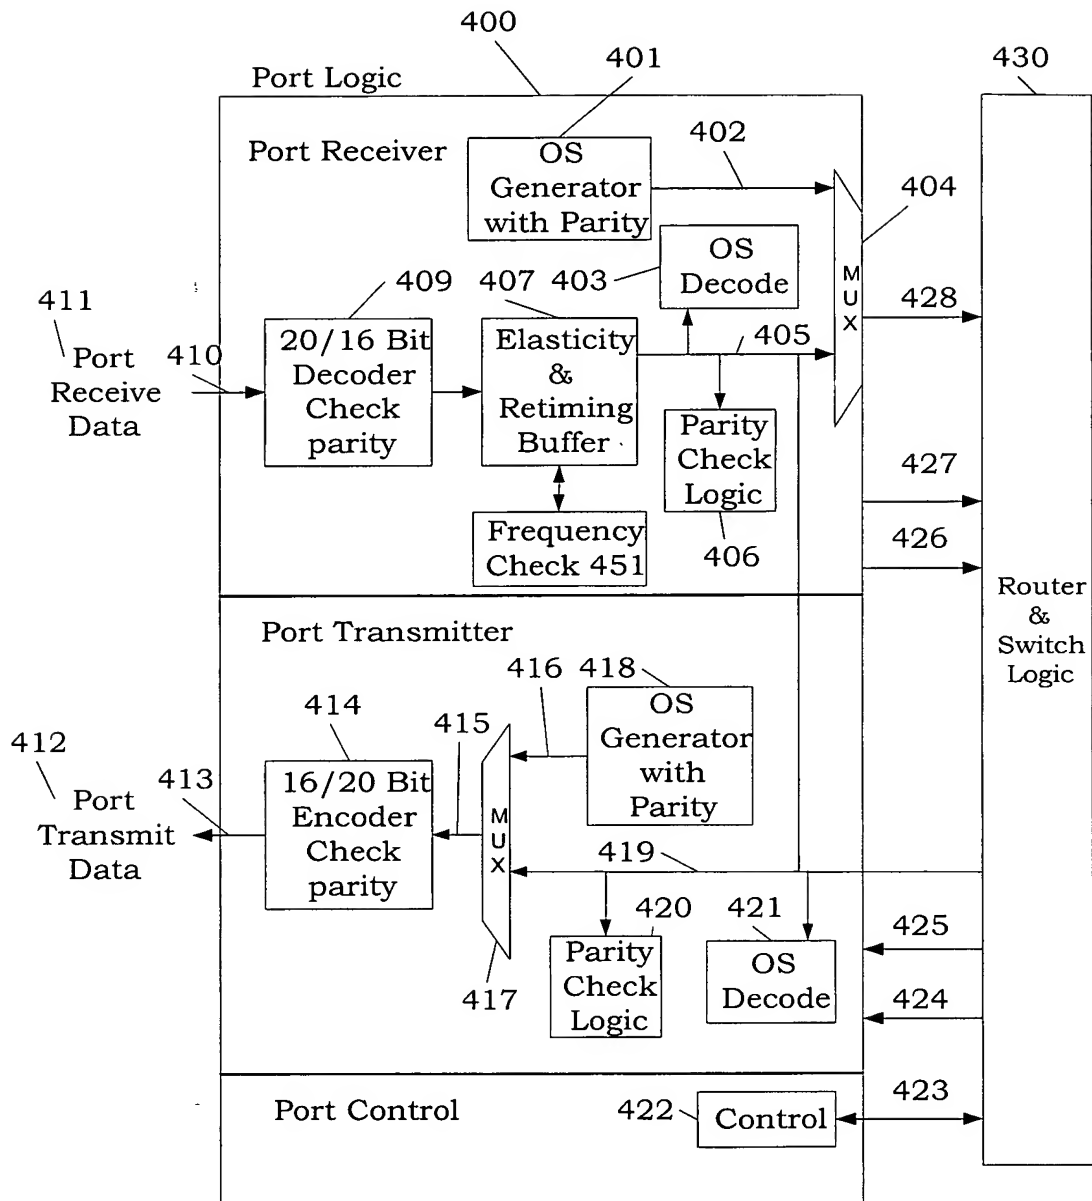 400
401
430
Port Logic
Port Receiver
OS
Generator
with Parity
402
404
OS
Decode
403
MUX
428
411
Port
Receive
Data
410
409
20/16 Bit
Decoder
Check
parity
407
Elasticity
&
Retiming
Buffer
405
Parity
Check
Logic
406
427
426
Frequency
Check 451
Router
&
Switch
Logic
Port Transmitter
416
418
OS
Generator
with
Parity
414
415
412
Port
Transmit
Data
413
16/20 Bit
Encoder
Check
parity
MUX
417
419
420
Parity
Check
Logic
421
OS
Decode
425
424
Port Control
422
Control
423